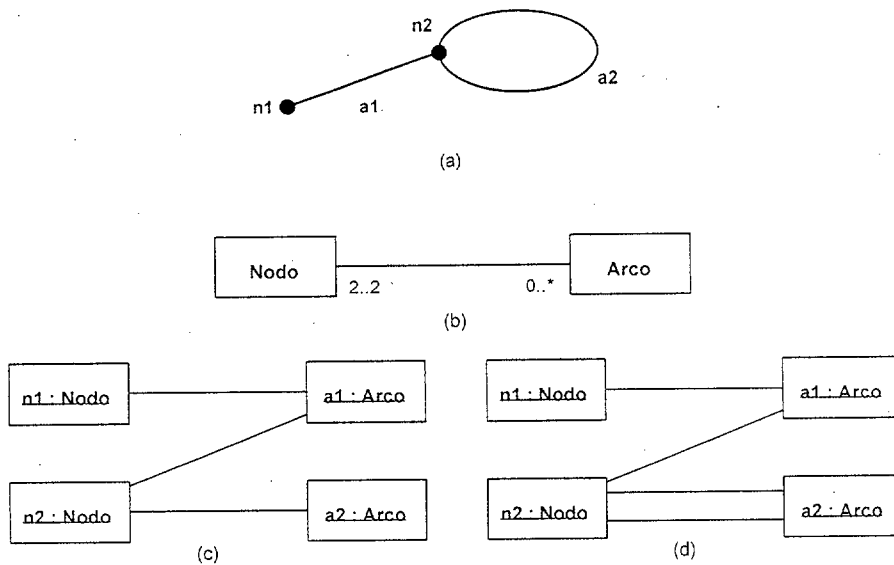 n2
a2
n1
a1
(a)
Nodo
Arco
2..2
0..*
(b)
n1 : Nodo
a1 : Arco
n2 : Nodo
a2 : Arco
(c)
n1 : Nodo
a1 : Arco
n2 : Nodo
a2 : Arco
(d)